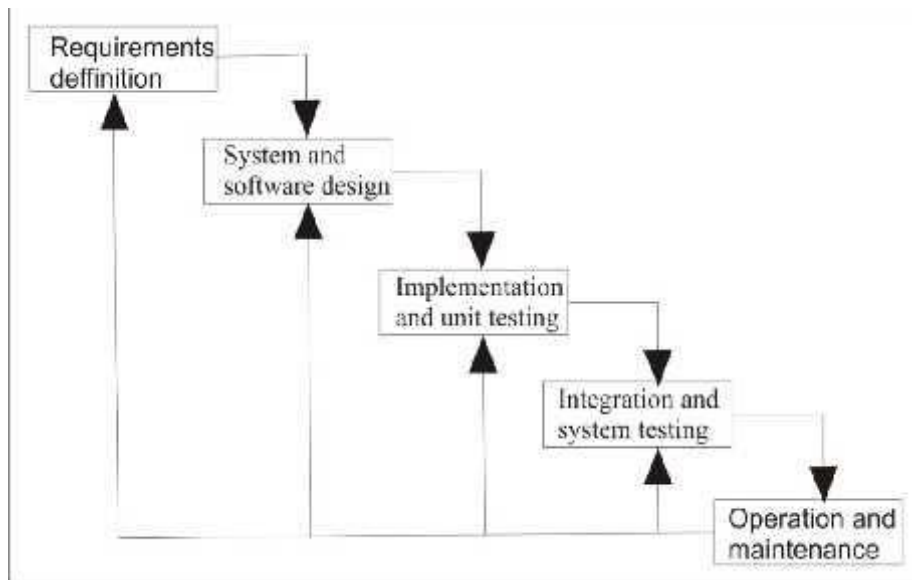 Requirements
deffinition
System and
software design
Implementation
and unit testing
Integration and
system testing
Operation and
maintenance